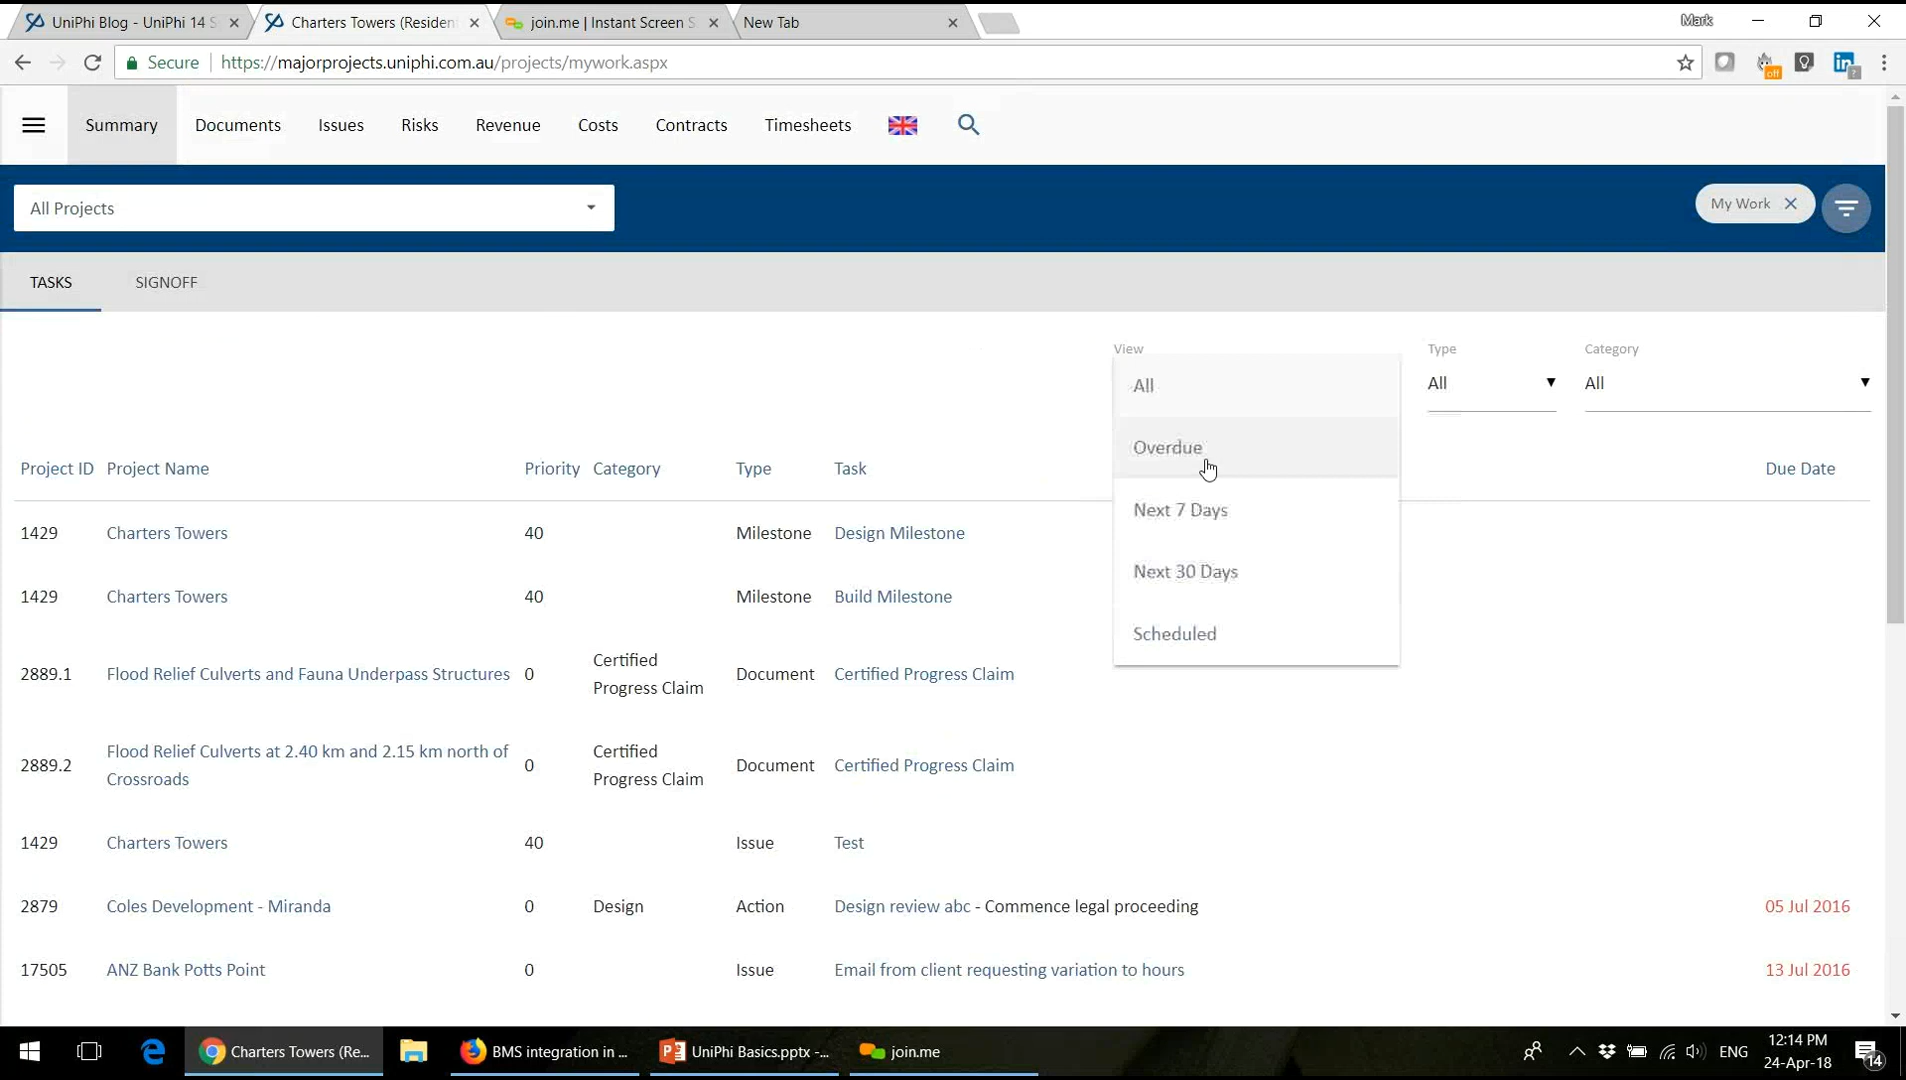 UniPhi Blog - UniPhi 14 S
Charters Towers (Residen
join.me | Instant Screen S
New Tab
Mark
Secure
https://majorprojects.uniphi.com.au/projects/mywork.aspx
off
in
?
Summary
Documents
Issues
Risks
Revenue
Costs
Contracts
Timesheets
All Projects
My Work
TASKS
SIGNOFF
View
Type
Category
All
All
All
Overdue
Next 7 Days
Next 30 Days
Scheduled
Project ID Project Name Priority Category Type Task Due Date
1429 Charters Towers 40 Milestone Design Milestone
1429 Charters Towers 40 Milestone Build Milestone
2889.1 Flood Relief Culverts and Fauna Underpass Structures 0 Certified Progress Claim Document Certified Progress Claim
2889.2 Flood Relief Culverts at 2.40 km and 2.15 km north of Crossroads 0 Certified Progress Claim Document Certified Progress Claim
1429 Charters Towers 40 Issue Test
2879 Coles Development - Miranda 0 Design Action Design review abc - Commence legal proceeding 05 Jul 2016
17505 ANZ Bank Potts Point 0 Issue Email from client requesting variation to hours 13 Jul 2016
Charters Towers (Re...
BMS integration in ...
UniPhi Basics.pptx -...
join.me
ENG
12:14 PM
24-Apr-18
14